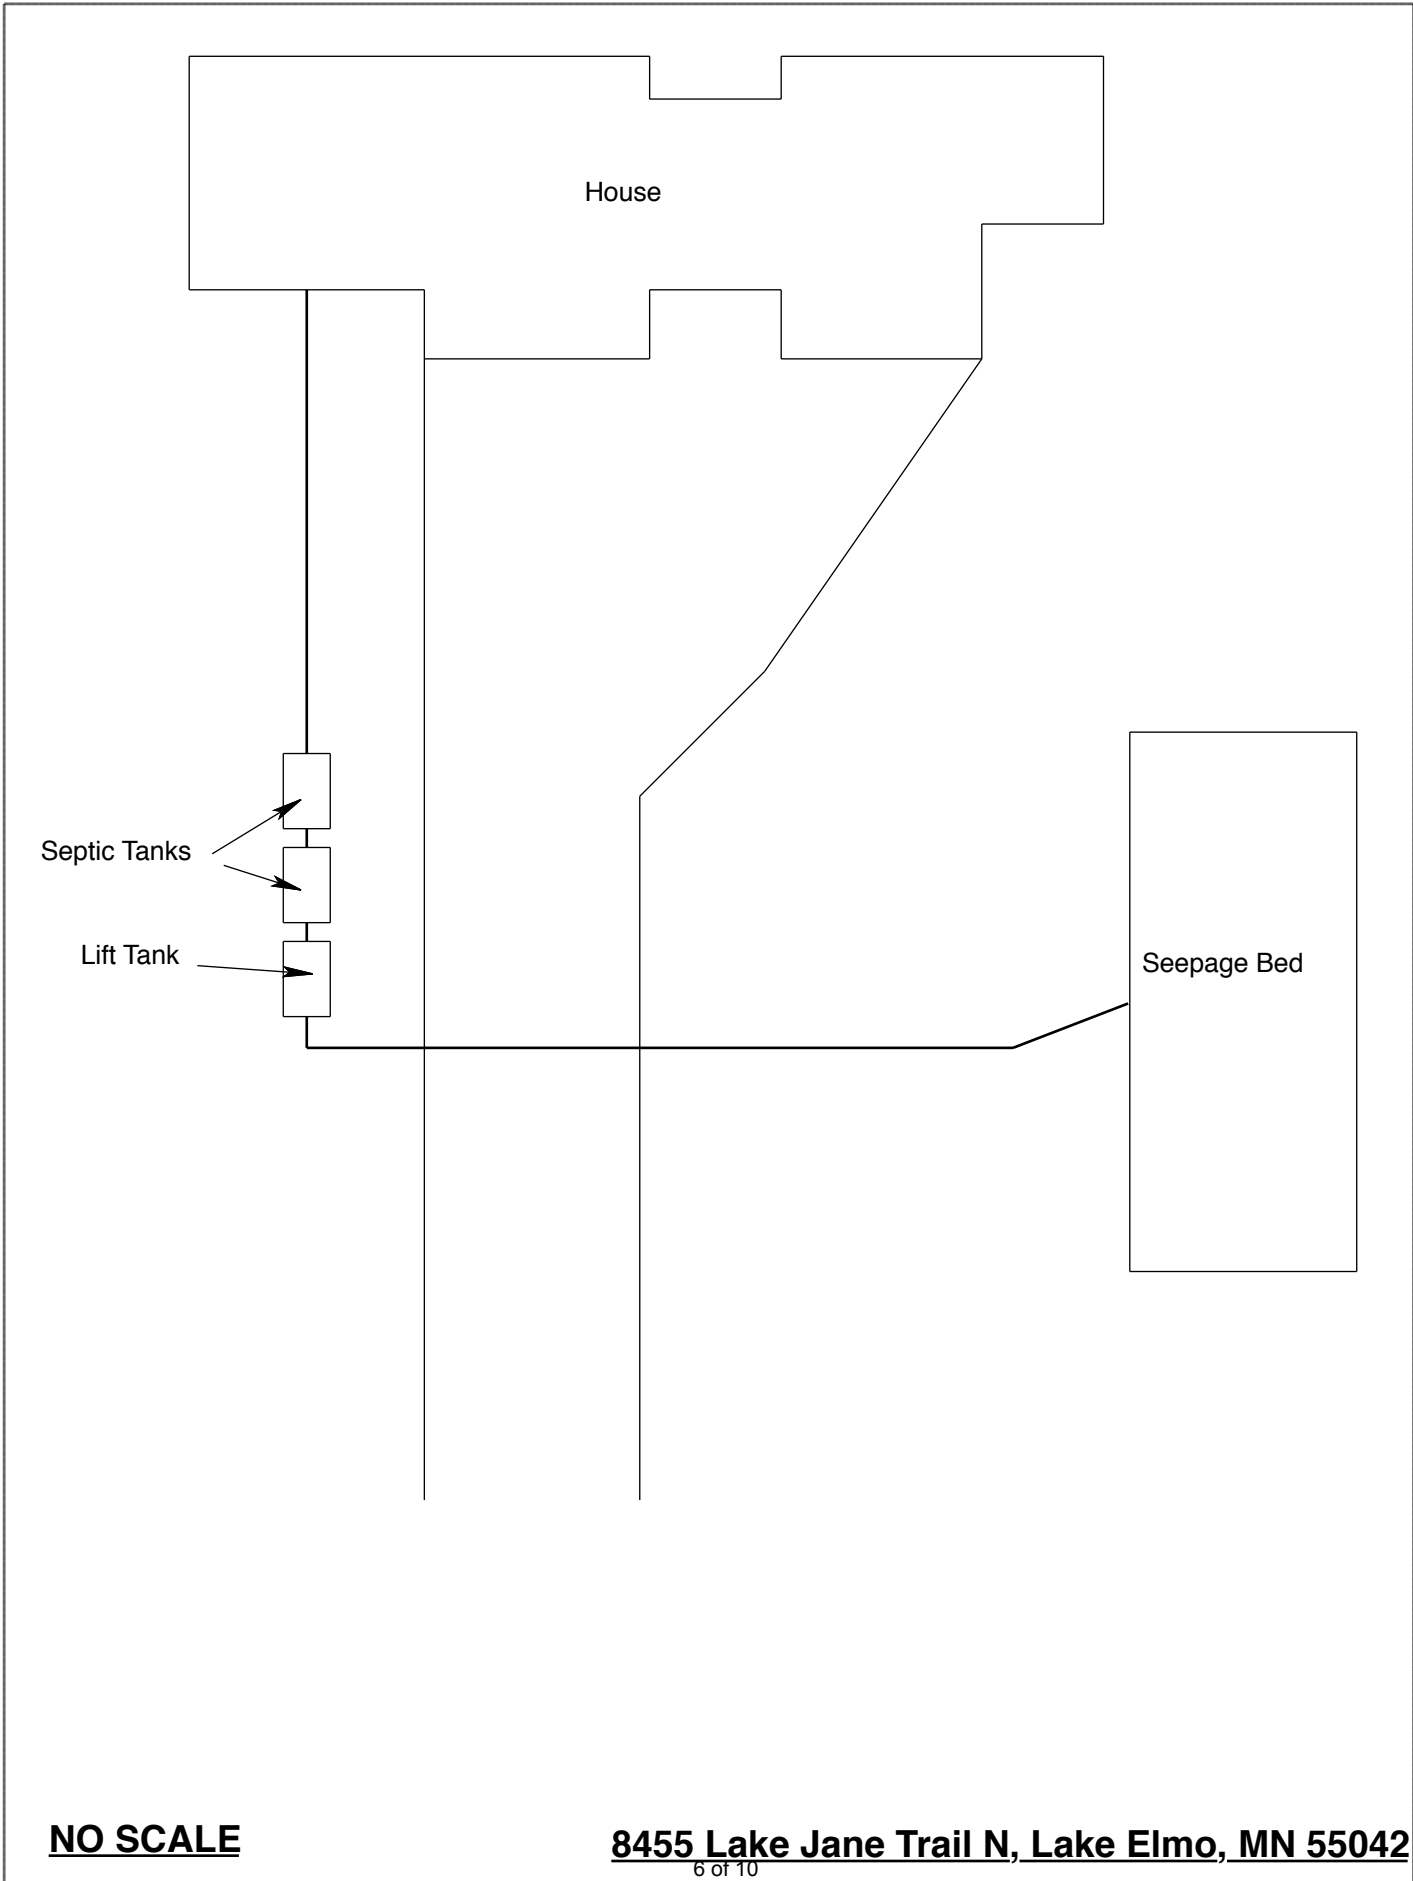 House
Septic Tanks
Lift Tank
Seepage Bed
NO SCALE
8455 Lake Jane Trail N, Lake Elmo, MN 55042
6 of 10